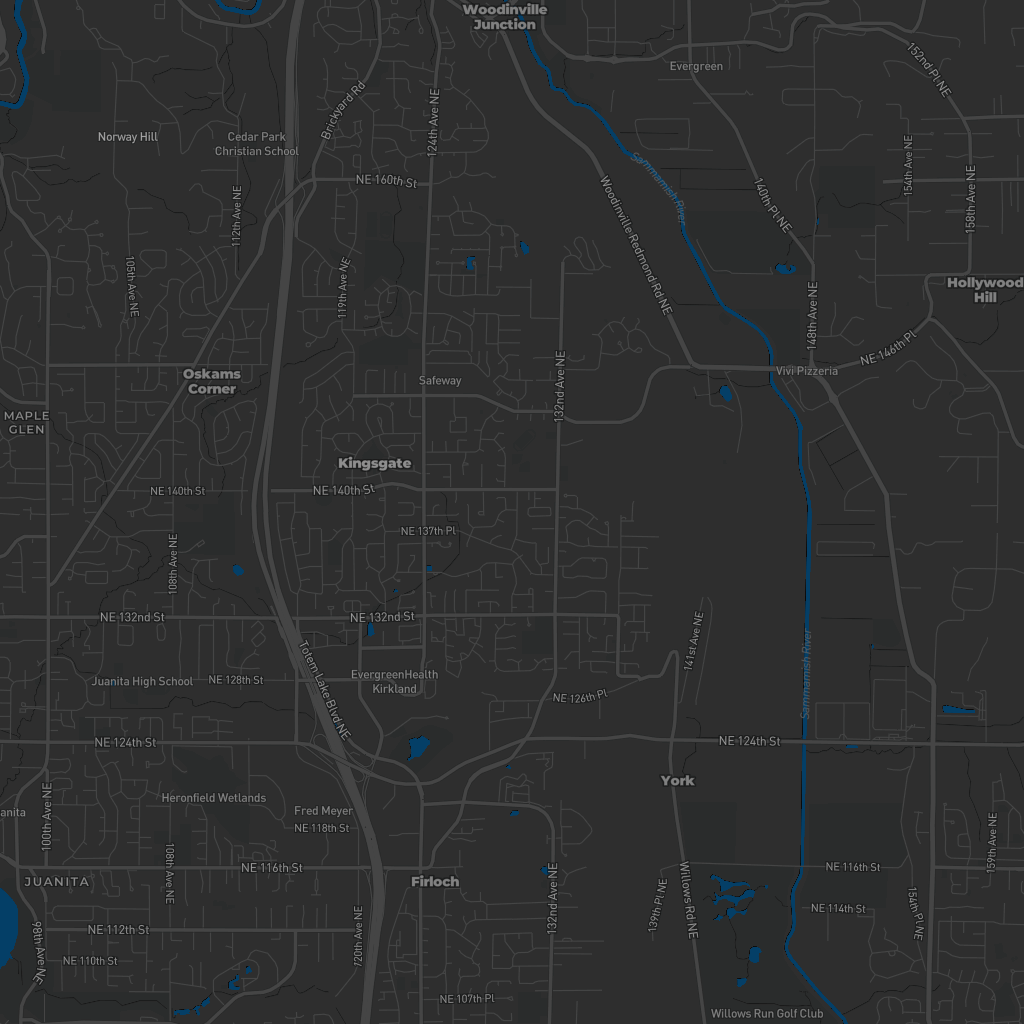 Woodinville
Junction
Evergreen
152nd Pl NE
Brickyard Rd
124th Ave NE
Norway Hill
Cedar Park
Christian School
Sammamish River
154th Ave NE
NE 160th St
112th Ave NE
140th Pl NE
158th Ave NE
Woodinville Redmond Rd NE
105th Ave NE
119th Ave NE
Hollywood
Hill
148th Ave NE
NE 146th Pl
Oskams
Corner
Safeway
132nd Ave NE
Vivi Pizzeria
MAPLE
GLEN
Kingsgate
NE 140th St
NE 140th St
NE 137th Pl
108th Ave NE
NE 132nd St
NE 132nd St
141st Ave NE
Totem Lake Blvd NE
Sammamish River
Juanita High School
NE 128th St
EvergreenHealth
Kirkland
NE 126th Pl
NE 124th St
NE 124th St
York
Heronfield Wetlands
Fred Meyer
NE 118th St
anita
100th Ave NE
108th Ave NE
159th Ave NE
NE 116th St
NE 116th St
JUANITA
Firloch
132nd Ave NE
139th Pl NE
Willows Rd NE
NE 114th St
154th Pl NE
98th Ave NE
NE 112th St
120th Ave NE
NE 110th St
NE 107th Pl
Willows Run Golf Club